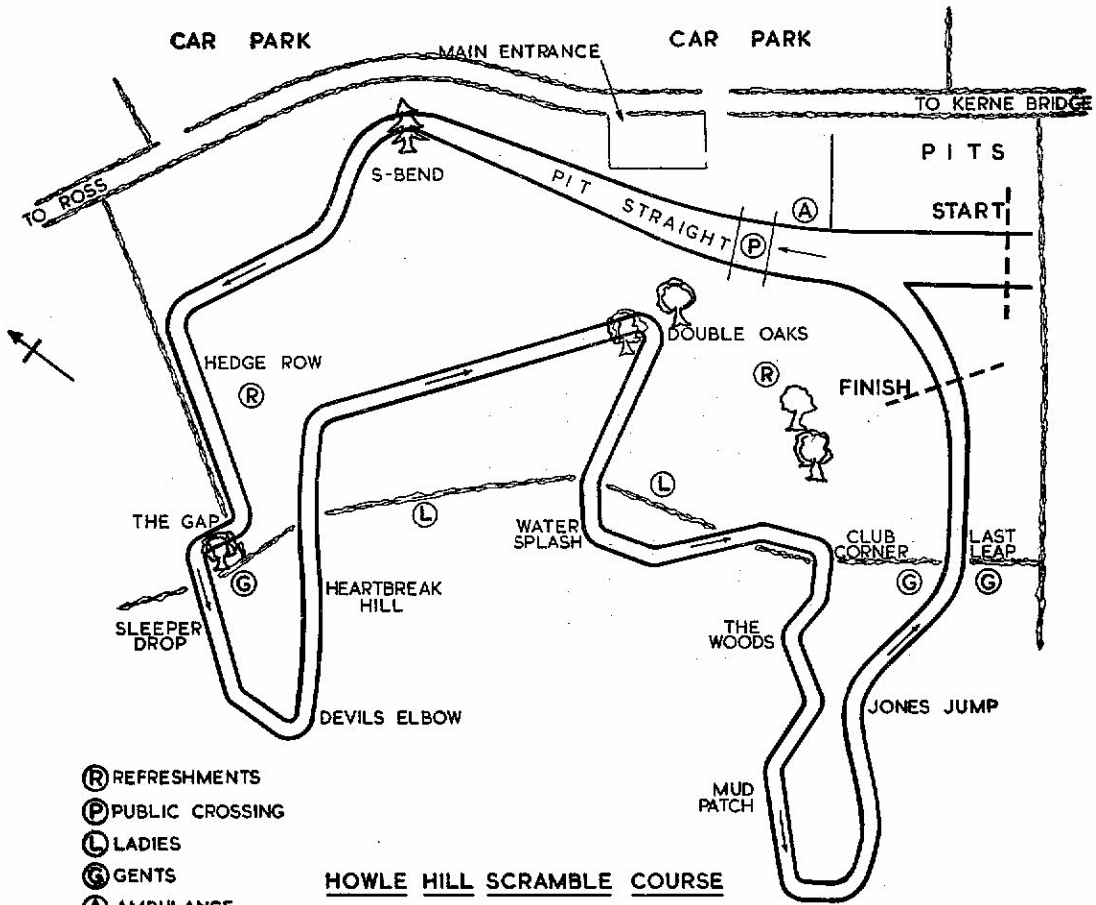 CAR PARK
CAR PARK
MAIN ENTRANCE
TO KERNE BRIDGE
PITS
S-BEND
TO ROSS
PIT STRAIGHT
A
START
P
DOUBLE OAKS
HEDGE ROW
R
R
FINISH
THE GAP
L
L
WATER
SPLASH
CLUB
CORNER
LAST
LEAP
G
G
G
HEARTBREAK
HILL
SLEEPER
DROP
THE
WOODS
DEVILS ELBOW
JONES JUMP
MUD
PATCH
R REFRESHMENTS
P PUBLIC CROSSING
L LADIES
G GENTS
A AMBULANCE
HOWLE HILL SCRAMBLE COURSE